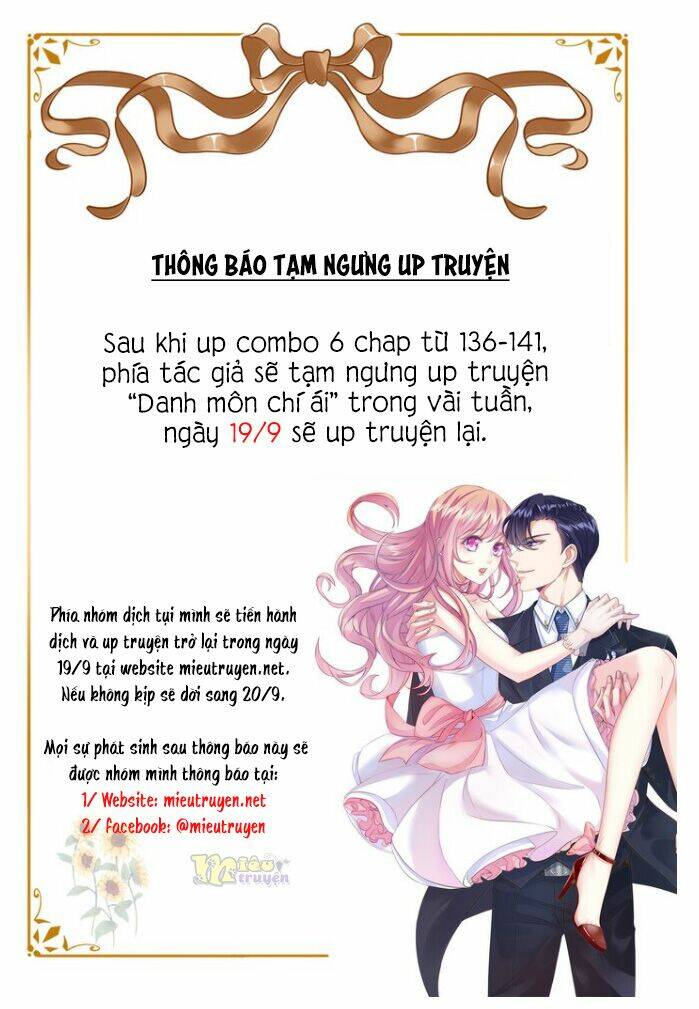 THÔNG BÁO TẠM NGƯNG UP TRUYỆN
Sau khi up combo 6 chap từ 136-141,
phía tác giả sẽ tạm ngưng up truyện
“Danh môn chí ái” trong vài tuần,
ngày 19/9 sẽ up truyện lại.
Phía nhóm dịch tụi mình sẽ tiến hành
dịch và up truyện trở lại trong ngày
19/9 tại website mieutruyen.net.
Nếu không kịp sẽ dời sang 20/9.
Mọi sự phát sinh sau thông báo này sẽ
được nhóm mình thông báo tại:
1/ Website: mieutruyen.net
2/ Facebook: @mieutruyen
Miêu
truyện